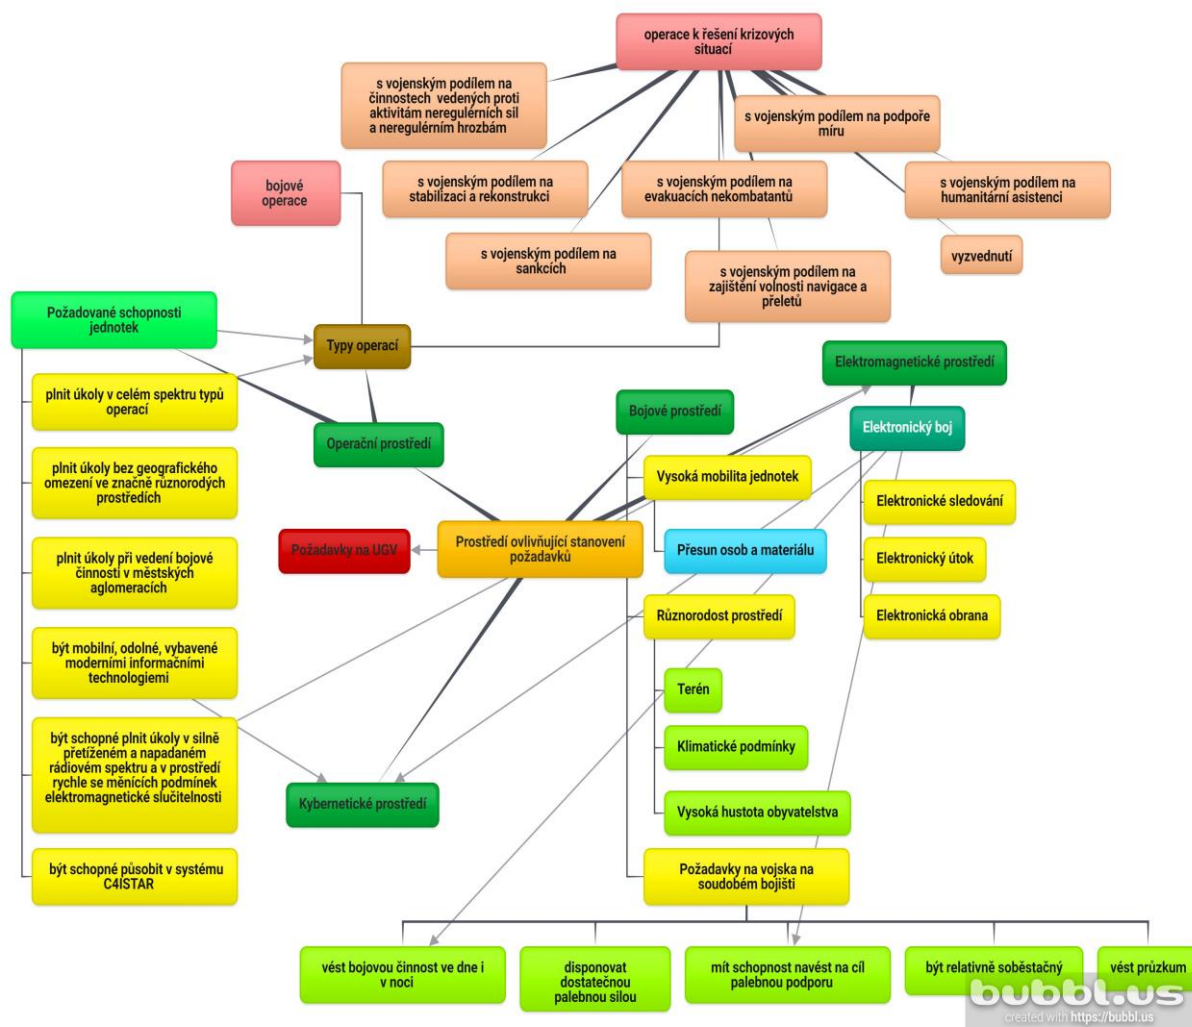 operace k řešení krizových
situací
s vojenským podílem na
činnostech vedených proti
aktivitám neregulérních sil
a neregulérním hrozbám
s vojenským podílem na podpoře
míru
bojové
operace
s vojenským podílem na
stabilizaci a rekonstrukci
s vojenským podílem na
evakuacích nekombatantů
s vojenským podílem na
humanitární asistenci
s vojenským podílem na
sankcích
vyzvednutí
s vojenským podílem na
zajištění volnosti navigace a
přeletů
Požadované schopnosti
jednotek
Typy operací
Elektromagnetické prostředí
plnit úkoly v celém spektru typů
operací
Bojové prostředí
Operační prostředí
Elektronický boj
plnit úkoly bez geografického
omezení ve značně různorodých
prostředích
Vysoká mobilita jednotek
Elektronické sledování
Požadavky na UGV
Prostředí ovlivňující stanovení
požadavků
Přesun osob a materiálu
Elektronický útok
plnit úkoly při vedení bojové
činnosti v městských
aglomeracích
Různorodost prostředí
Elektronická obrana
být mobilní, odolné, vybavené
moderními informačními
technologiemi
Terén
být schopné plnit úkoly v silně
přetíženém a napadaném
rádiovém spektru a v prostředí
rychle se měnících podmínek
elektromagnetické slučitelnosti
Klimatické podmínky
Kybernetické prostředí
Vysoká hustota obyvatelstva
být schopné působit v systému
C4ISTAR
Požadavky na vojska na
soudobém bojišti
vést bojovou činnost ve dne i
v noci
disponovat
dostatečnou
palebnou silou
mít schopnost navést na cíl
palebnou podporu
být relativně soběstačný
vést průzkum
bubbl.us
created with https://bubbl.us